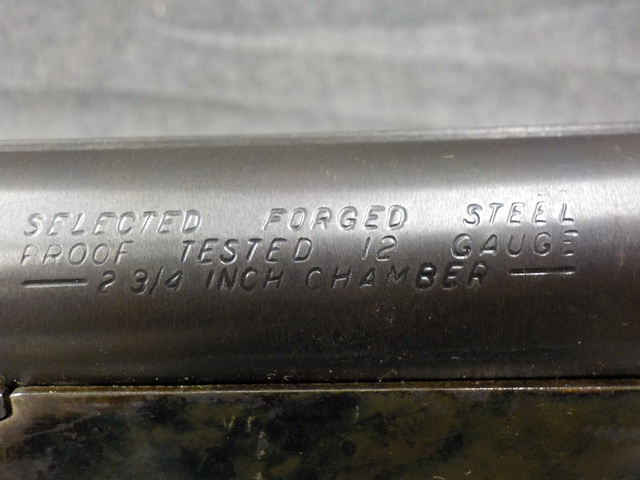 SELECTED FORGED STEEL
PROOF TESTED 12 GAUGE
— 2 3/4 INCH CHAMBER —